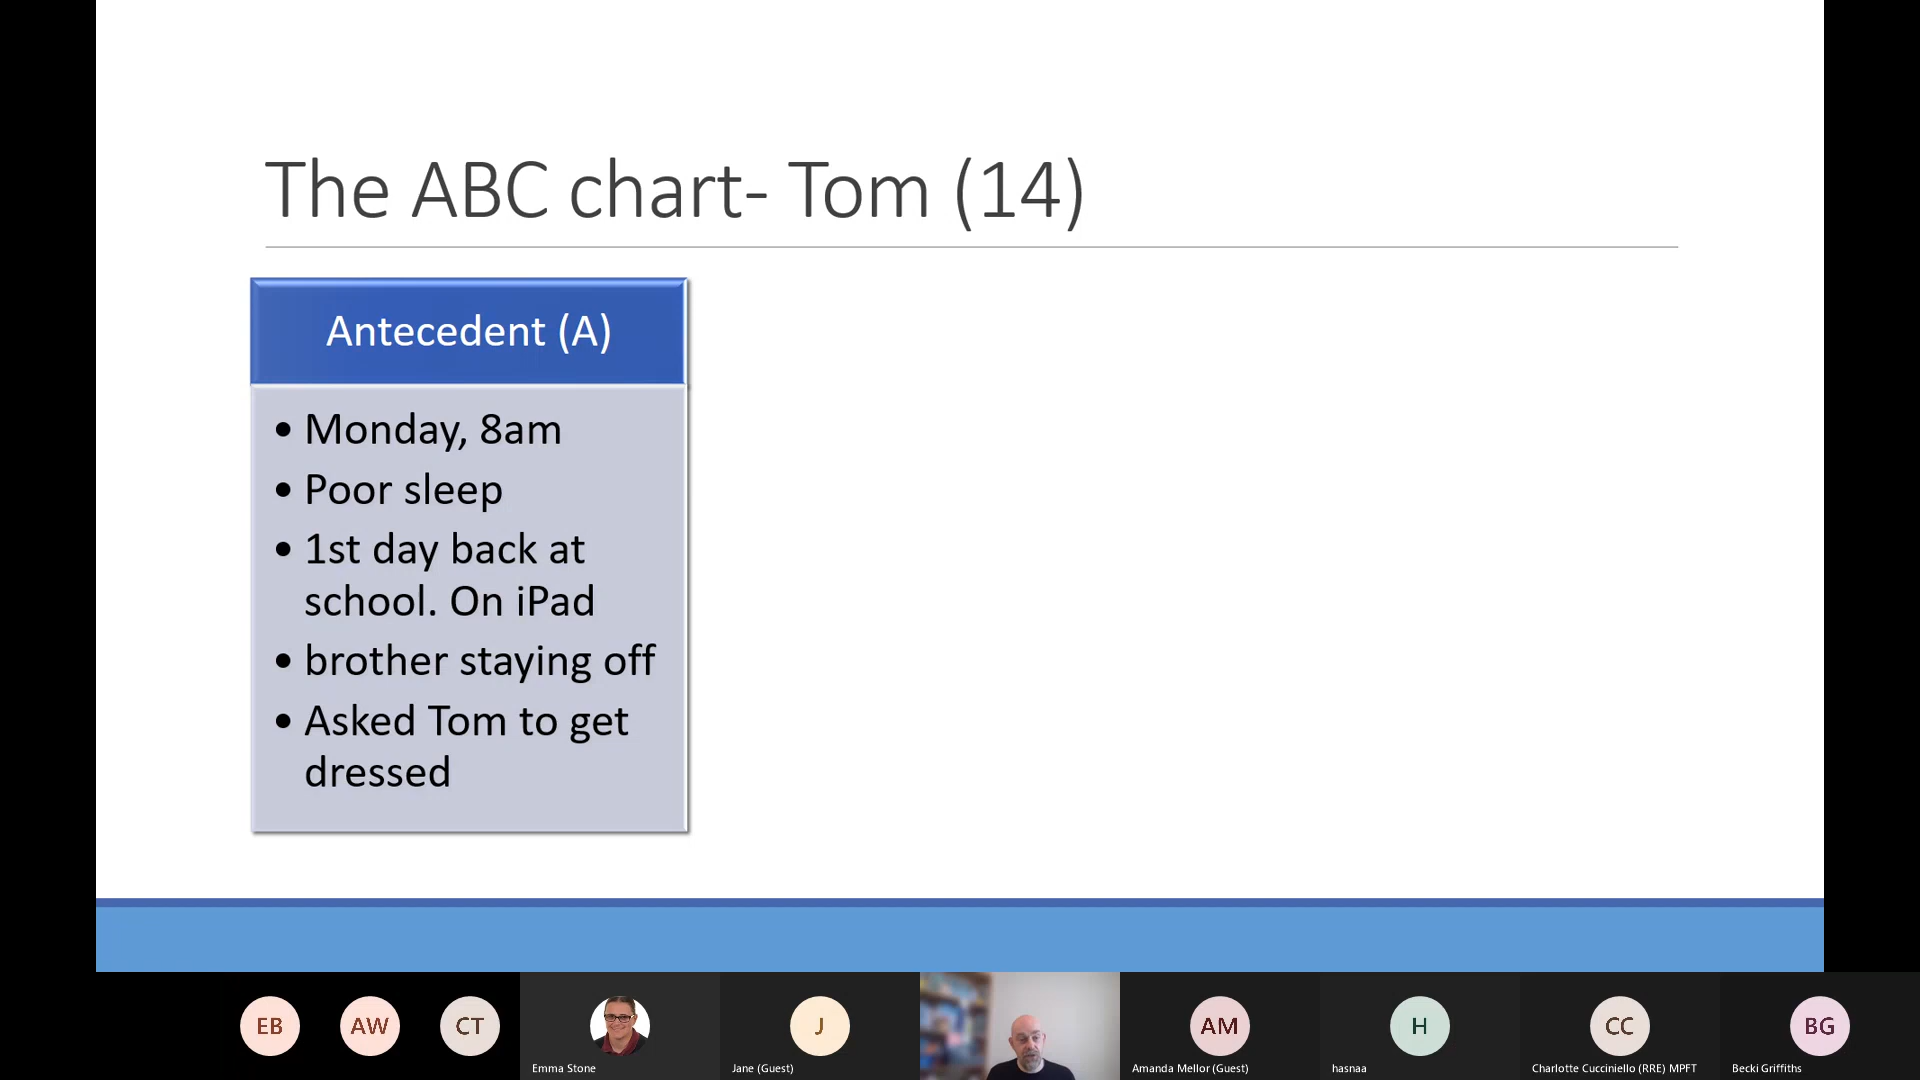 The ABC chart- Tom (14)
Antecedent (A)
• Monday, 8am
• Poor sleep
• 1st day back at
school. On iPad
• brother staying off
• Asked Tom to get
dressed
EB
AW
CT
Emma Stone
J
Jane (Guest)
AM
Amanda Mellor (Guest)
H
hasnaa
CC
Charlotte Cucciniello (RRE) MPFT
BG
Becki Griffiths